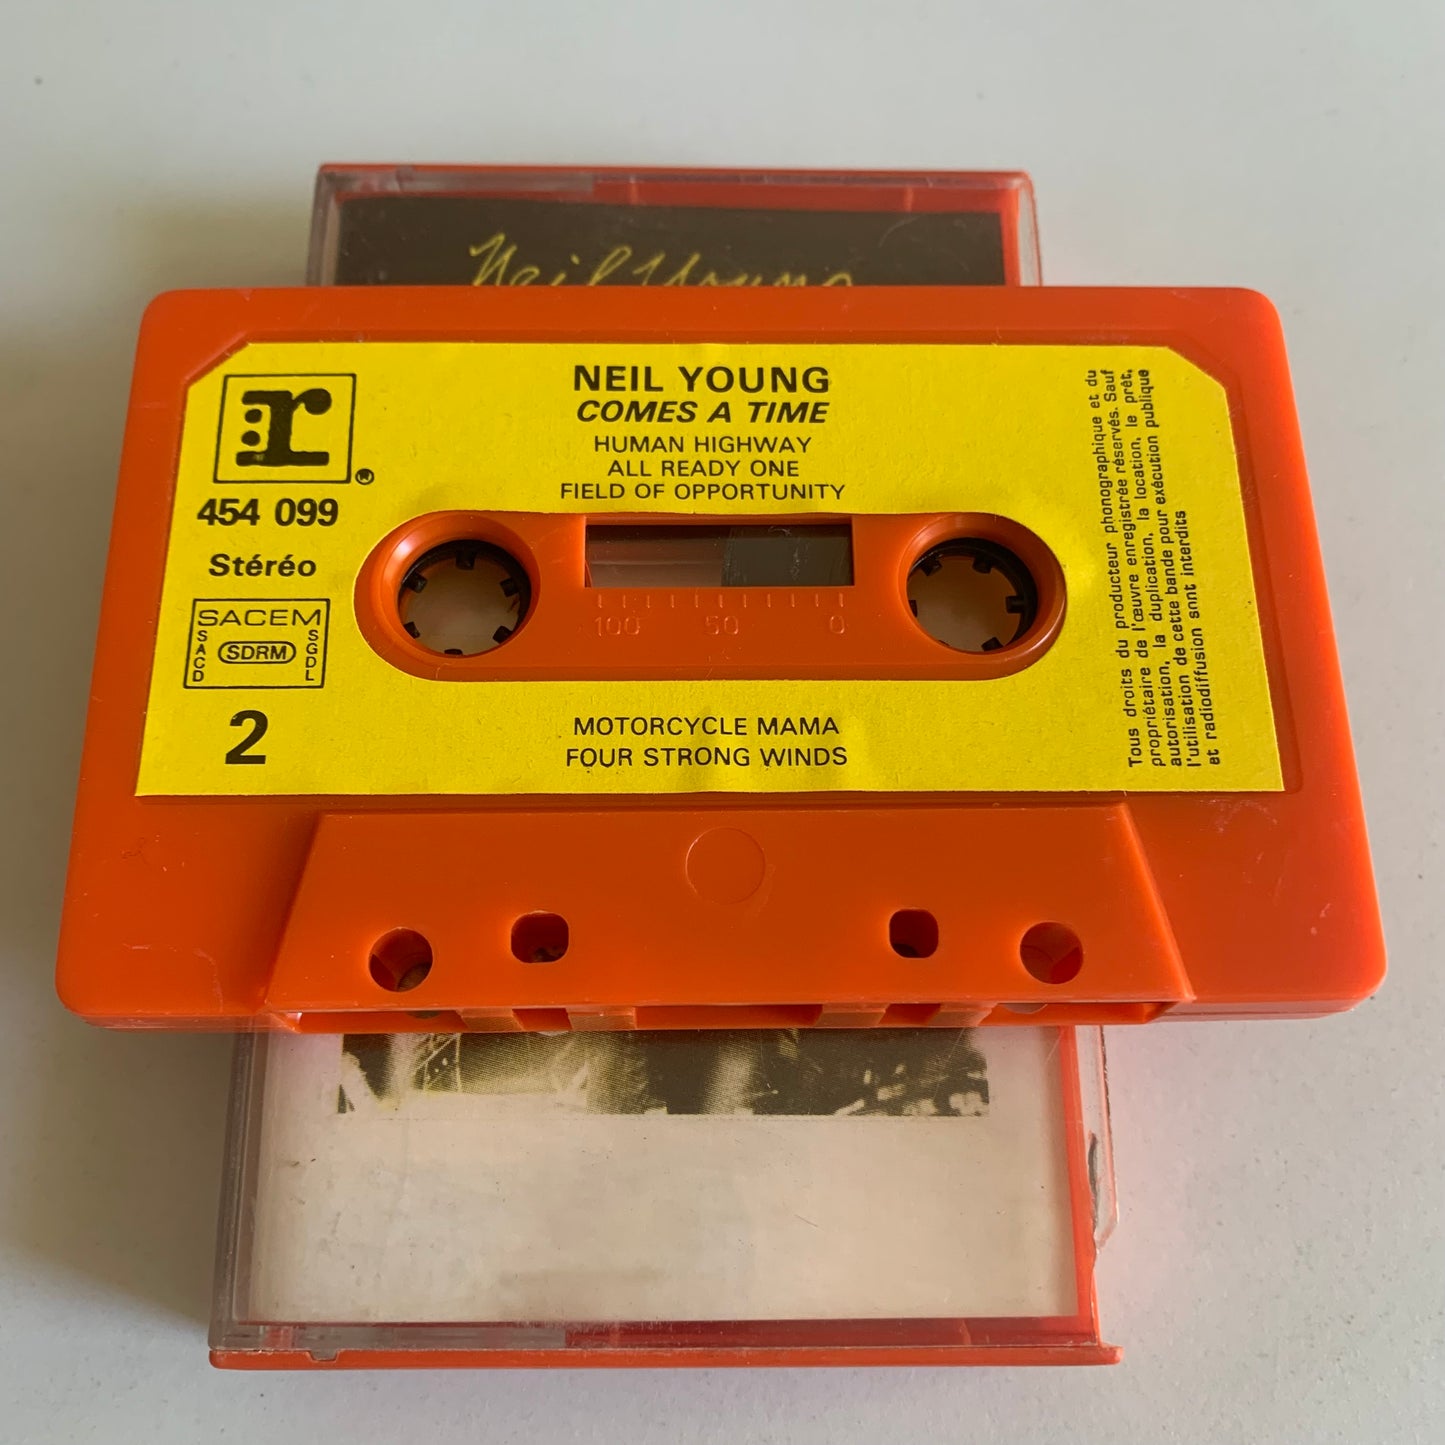 Neil Young
NEIL YOUNG
COMES A TIME
HUMAN HIGHWAY
ALL READY ONE
FIELD OF OPPORTUNITY
r
®
454 099
Stéréo
SACEM
SACD
SDRM
SGDL
2
100 50 0
MOTORCYCLE MAMA
FOUR STRONG WINDS
Tous droits du producteur phonographique et du
propriétaire de l'œuvre enregistrée réservés. Sauf
autorisation, la duplication, la location, le prêt,
l'utilisation de cette bande pour exécution publique
et radiodiffusion sont interdits